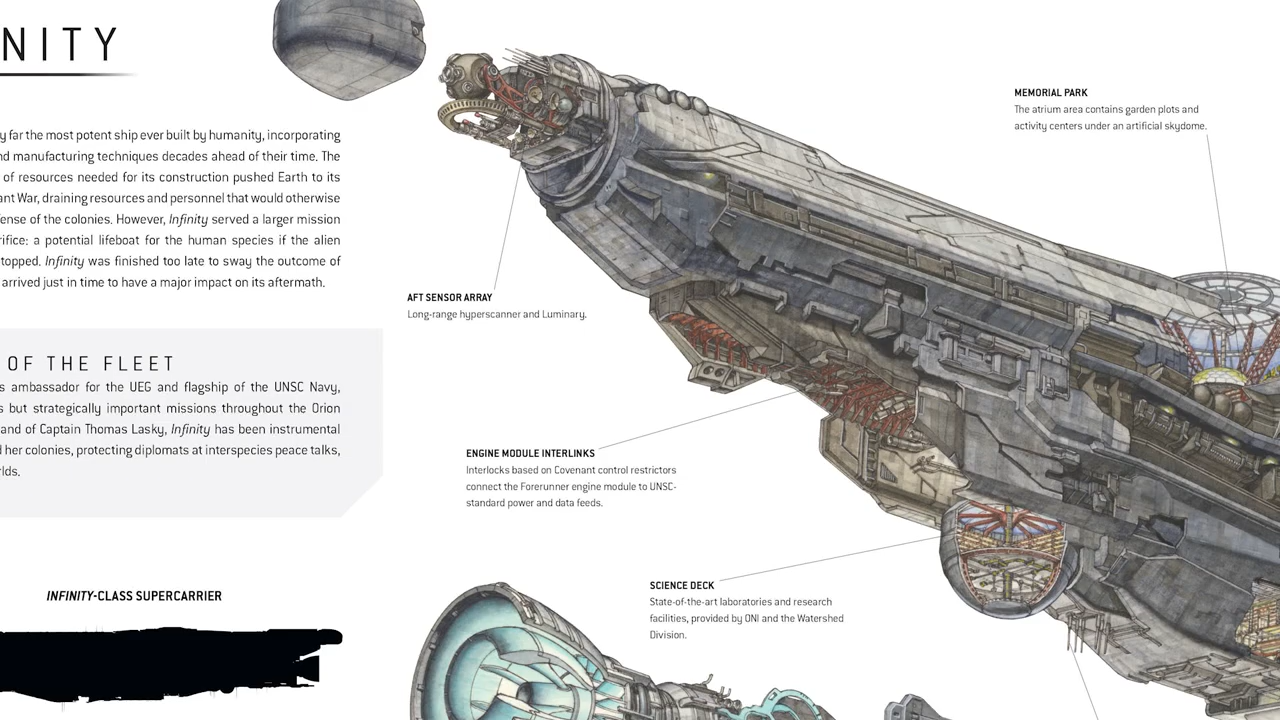 NITY
y far the most potent ship ever built by humanity, incorporating
nd manufacturing techniques decades ahead of their time. The
of resources needed for its construction pushed Earth to its
ant War, draining resources and personnel that would otherwise
ense of the colonies. However, Infinity served a larger mission
rifice: a potential lifeboat for the human species if the alien
topped. Infinity was finished too late to sway the outcome of
arrived just in time to have a major impact on its aftermath.
OF THE FLEET
s ambassador for the UEG and flagship of the UNSC Navy,
s but strategically important missions throughout the Orion
and of Captain Thomas Lasky, Infinity has been instrumental
d her colonies, protecting diplomats at interspecies peace talks,
rlds.
INFINITY-CLASS SUPERCARRIER
AFT SENSOR ARRAY
Long-range hyperscanner and Luminary.
ENGINE MODULE INTERLINKS
Interlocks based on Covenant control restrictors
connect the Forerunner engine module to UNSC-
standard power and data feeds.
SCIENCE DECK
State-of-the-art laboratories and research
facilities, provided by ONI and the Watershed
Division.
MEMORIAL PARK
The atrium area contains garden plots and
activity centers under an artificial skydome.